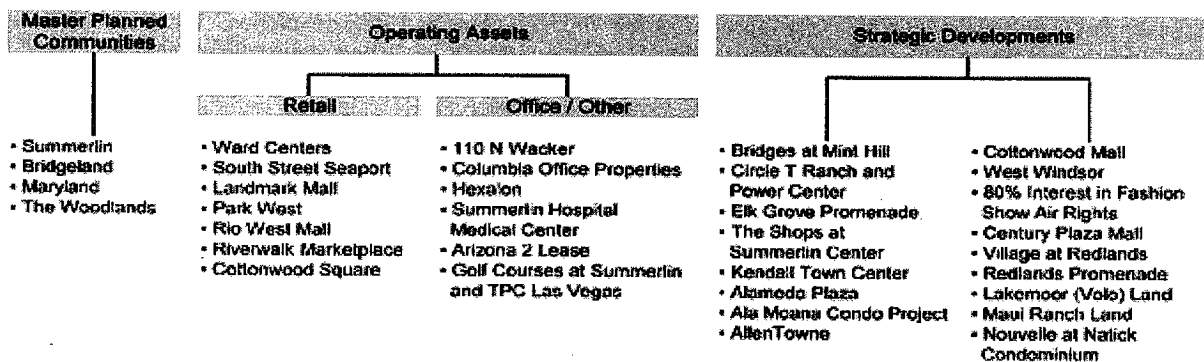 Master Planned
Communities
Operating Assets
Strategic Developments
Retail
Office / Other
• Summerlin
• Bridgeland
• Maryland
• The Woodlands
• Ward Centers
• South Street Seaport
• Landmark Mall
• Park West
• Rio West Mall
• Riverwalk Marketplace
• Cottonwood Square
• 110 N Wacker
• Columbia Office Properties
• Hexalon
• Summerlin Hospital
Medical Center
• Arizona 2 Lease
• Golf Courses at Summerlin
and TPC Las Vegas
• Bridges at Mint Hill
• Circle T Ranch and
Power Center
• Elk Grove Promenade
• The Shops at
Summerlin Center
• Kendall Town Center
• Alameda Plaza
• Ala Moana Condo Project
• AllenTowne
• Cottonwood Mall
• West Windsor
• 80% Interest in Fashion
Show Air Rights
• Century Plaza Mall
• Village at Redlands
• Redlands Promenade
• Lakemoor (Volo) Land
• Maui Ranch Land
• Nouvelle at Natick
Condominium